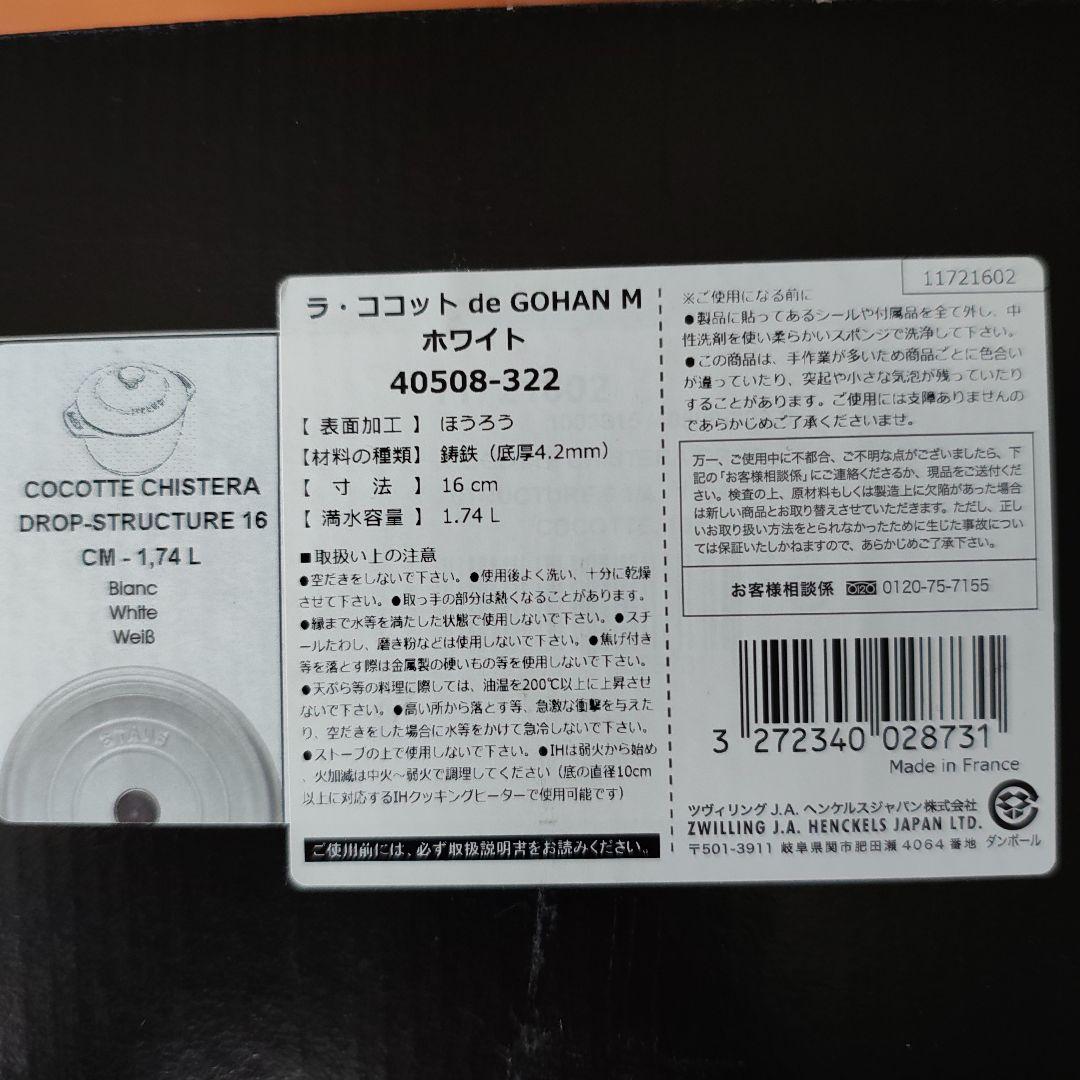 COCOTTE CHISTERA
DROP-STRUCTURE 16
CM - 1,74 L
Blanc
White
Weiß
STAUB
ラ・ココット de GOHAN M
ホワイト
40508-322
【 表面加工 】 ほうろう
【材料の種類】 鋳鉄（底厚4.2mm）
【 寸 法 】 16 cm
【 満水容量 】 1.74 L
■取扱い上の注意
●空だきをしないで下さい。●使用後よく洗い、十分に乾燥
させて下さい。●取っ手の部分は熱くなることがあります。
●縁まで水等を満たした状態で使用しないで下さい。●スチ
ールたわし、磨き粉などは使用しないで下さい。●焦げ付き
等を落とす際は金属製の硬いもの等を使用しないで下さい。
●天ぷら等の料理に際しては、油温を200℃以上に上昇させ
ないで下さい。●高い所から落とす等、急激な衝撃を与えた
り、空だきをした場合に水等をかけて急冷しないで下さい。
●ストーブの上で使用しないで下さい。●IHは弱火から始め
、火加減は中火～弱火で調理してください（底の直径10cm
以上に対応するIHクッキングヒーターで使用可能です）
ご使用前には、必ず取扱説明書をお読みください。
11721602
※ご使用になる前に
●製品に貼ってあるシールや付属品を全て外し、中
性洗剤を使い柔らかいスポンジで洗浄して下さい。
●この商品は、手作業が多いため商品ごとに色合い
が違っていたり、突起や小さな気泡が残っていたり
することがあります。ご使用には支障ありませんの
であらかじめご了承くださいませ。
万一、ご使用中に不都合、ご不明な点がございましたら、下
記の「お客様相談係」にご連絡くださるか、現品をご送付くだ
さい。検査の上、原材料もしくは製造上に欠陥があった場合
は新しい商品とお取り替えさせていただきます。ただし、正し
いお取り扱い方法をとられなかったために生じた事故につい
ては保証いたしかねますので、あらかじめご了承下さい。
お客様相談係 0120-75-7155
3 272340 028731
Made in France
ツヴィリング J.A. ヘンケルスジャパン株式会社
ZWILLING J.A. HENCKELS JAPAN LTD.
〒501-3911 岐阜県関市肥田瀬 4064 番地
ダンボール